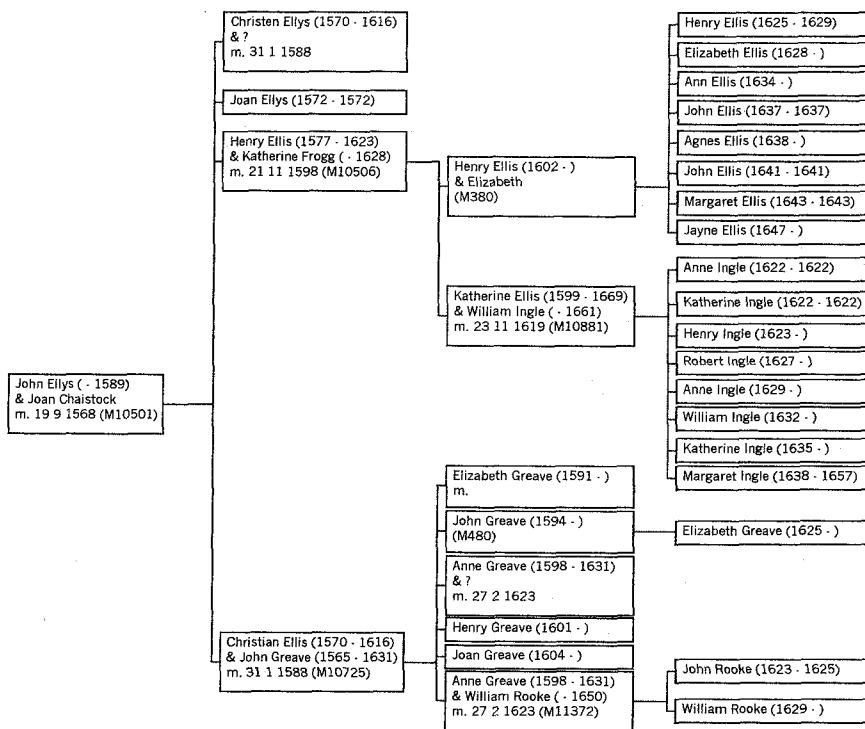 John Ellys ( - 1589)
& Joan Chaistock
m. 19 9 1568 (M10501)
Christen Ellys (1570 - 1616)
& ?
m. 31 1 1588
Joan Ellys (1572 - 1572)
Henry Ellis (1577 - 1623)
& Katherine Frogg ( - 1628)
m. 21 11 1598 (M10506)
Christian Ellis (1570 - 1616)
& John Greave (1565 - 1631)
m. 31 1 1588 (M10725)
Henry Ellis (1602 - )
& Elizabeth
(M380)
Katherine Ellis (1599 - 1669)
& William Ingle ( - 1661)
m. 23 11 1619 (M10881)
Elizabeth Greave (1591 - )
m.
John Greave (1594 - )
(M480)
Anne Greave (1598 - 1631)
& ?
m. 27 2 1623
Henry Greave (1601 - )
Joan Greave (1604 - )
Anne Greave (1598 - 1631)
& William Rooke ( - 1650)
m. 27 2 1623 (M11372)
Henry Ellis (1625 - 1629)
Elizabeth Ellis (1628 - )
Ann Ellis (1634 - )
John Ellis (1637 - 1637)
Agnes Ellis (1638 - )
John Ellis (1641 - 1641)
Margaret Ellis (1643 - 1643)
Jayne Ellis (1647 - )
Anne Ingle (1622 - 1622)
Katherine Ingle (1622 - 1622)
Henry Ingle (1623 - )
Robert Ingle (1627 - )
Anne Ingle (1629 - )
William Ingle (1632 - )
Katherine Ingle (1635 - )
Margaret Ingle (1638 - 1657)
Elizabeth Greave (1625 - )
John Rooke (1623 - 1625)
William Rooke (1629 - )